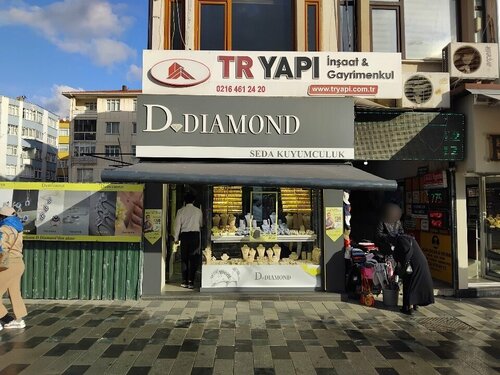 TR YAPI
İnşaat &
Gayrimenkul
0216 461 24 20
www.tryapi.com.tr
D-DIAMOND
SEDA KUYUMCULUK
D-DIAMOND